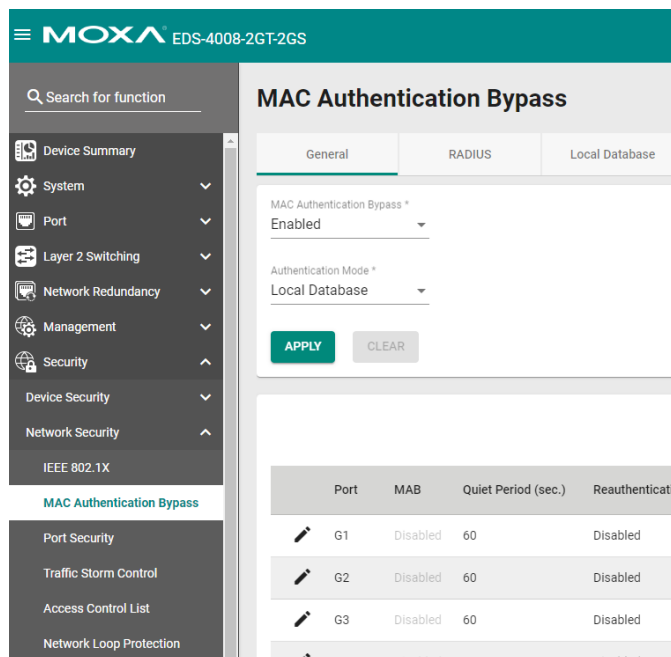 MOXA EDS-4008-2GT-2GS
Search for function
Device Summary
System
Port
Layer 2 Switching
Network Redundancy
Management
Security
Device Security
Network Security
IEEE 802.1X
MAC Authentication Bypass
Port Security
Traffic Storm Control
Access Control List
Network Loop Protection
MAC Authentication Bypass
General RADIUS Local Database
MAC Authentication Bypass *
Enabled
Authentication Mode *
Local Database
APPLY CLEAR
Port MAB Quiet Period (sec.) Reauthenticati
G1 Disabled 60 Disabled
G2 Disabled 60 Disabled
G3 Disabled 60 Disabled